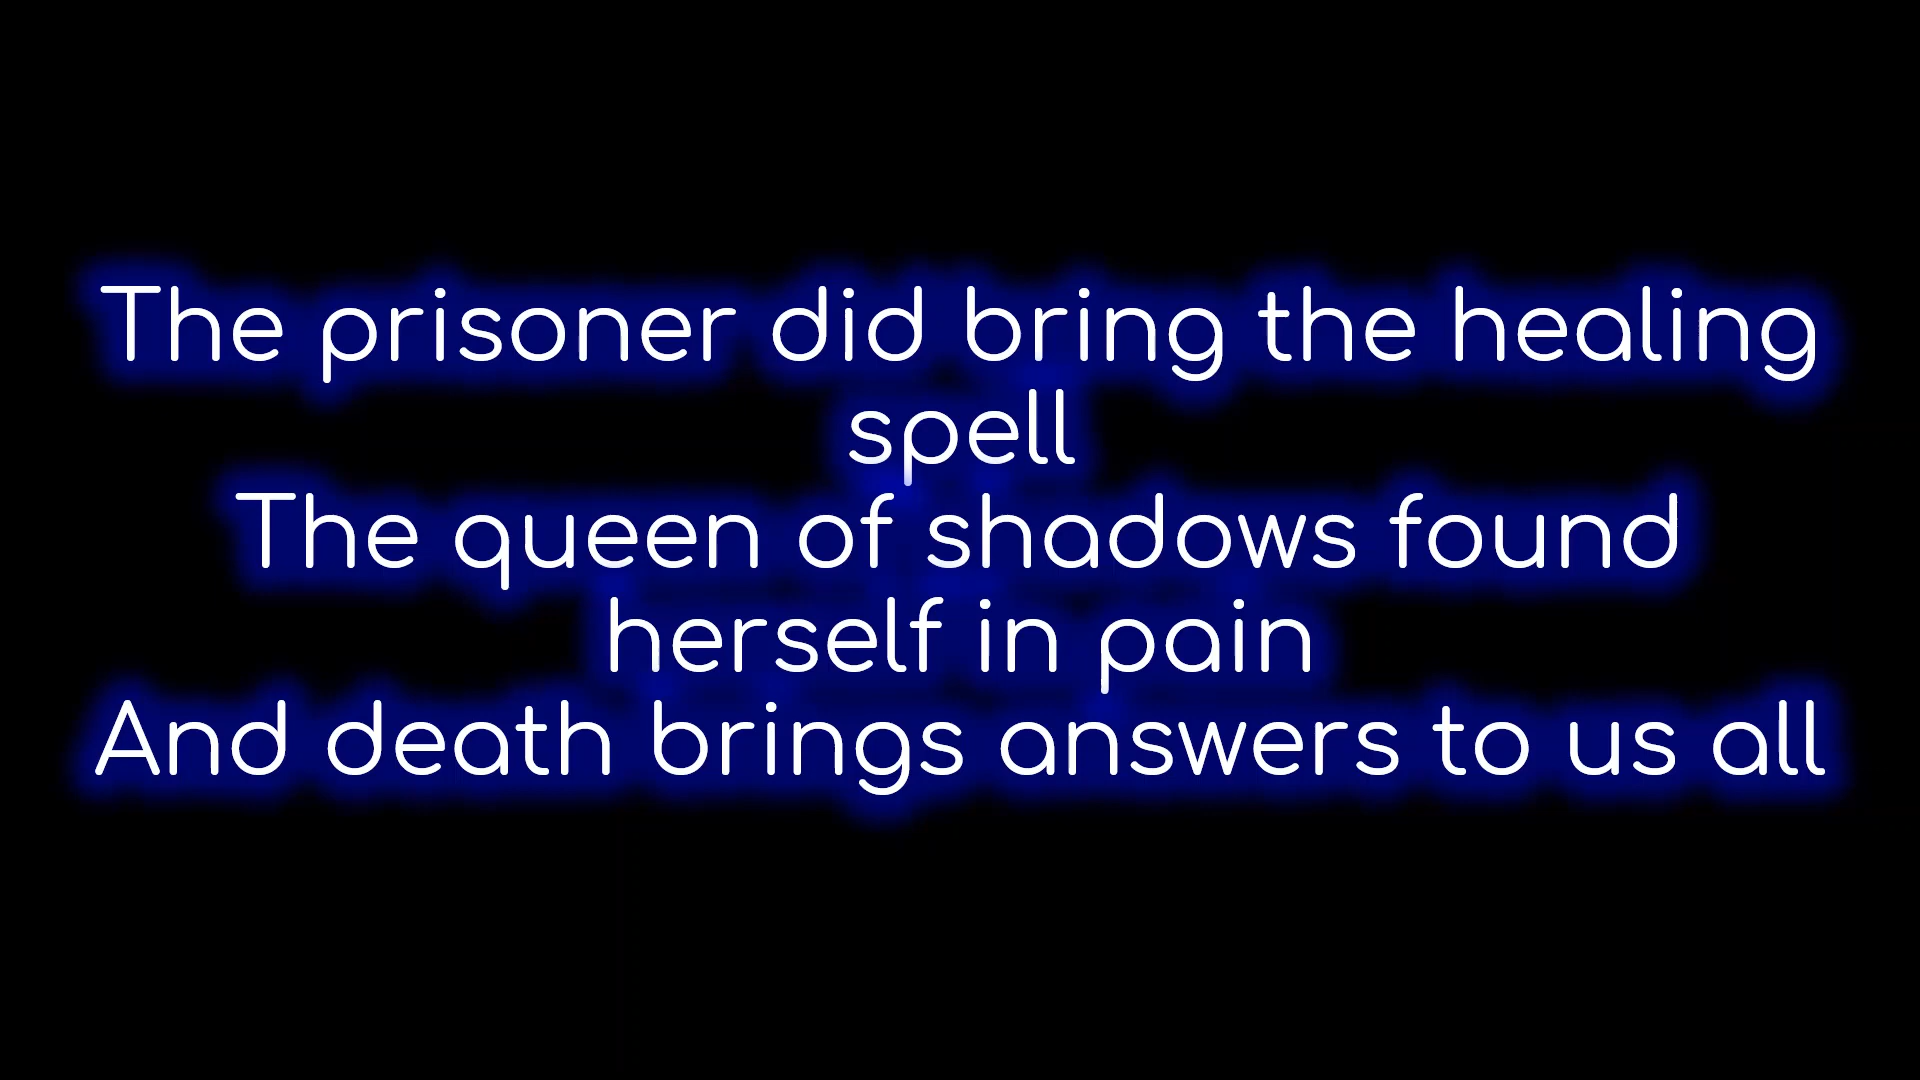 The prisoner did bring the healing
spell
The queen of shadows found
herself in pain
And death brings answers to us all